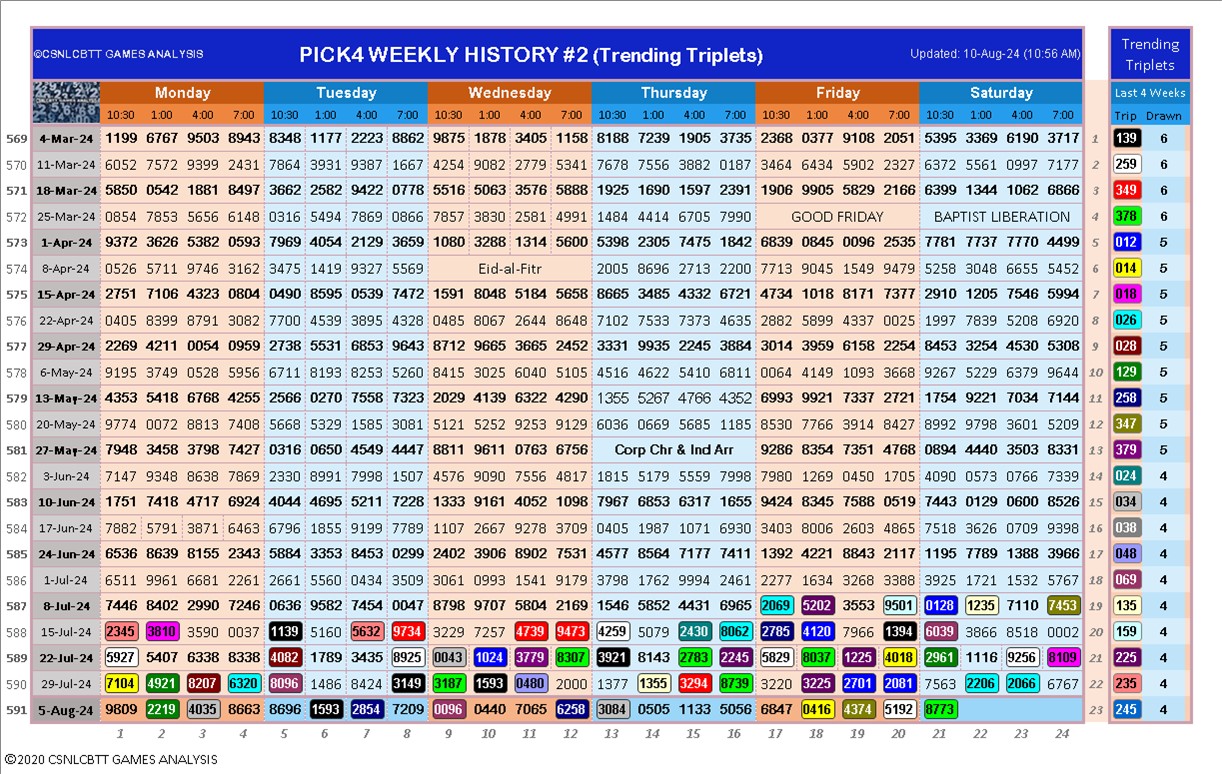 ©CSNLCBTT GAMES ANALYSIS PICK4 WEEKLY HISTORY #2 (Trending Triplets) Updated: 10-Aug-24 (10:56 AM) Trending Triplets
Monday Tuesday Wednesday Thursday Friday Saturday Last 4 Weeks
10:30 1:00 4:00 7:00 10:30 1:00 4:00 7:00 10:30 1:00 4:00 7:00 10:30 1:00 4:00 7:00 10:30 1:00 4:00 7:00 10:30 1:00 4:00 7:00 Trip Drawn
569 4-Mar-24 1199 6767 9503 8943 8348 1177 2223 8862 9875 1878 3405 1158 8188 7239 1905 3735 2368 0377 9108 2051 5395 3369 6190 3717 1 139 6
570 11-Mar-24 6052 7572 9399 2431 7864 3931 9387 1667 4254 9082 2779 5341 7678 7556 3881 0187 3464 6434 5902 2327 6372 5561 0997 7177 2 259 6
571 18-Mar-24 5850 0542 1881 8497 3662 2582 9422 0778 5516 5063 3576 5888 1925 1690 1597 2391 1906 9905 5829 2166 6399 1344 1062 6866 3 349 6
572 25-Mar-24 0854 7853 5656 6148 0316 5494 7869 0866 7857 3830 2581 4991 1484 4414 6705 7990 GOOD FRIDAY BAPTIST LIBERATION 4 378 6
573 1-Apr-24 9372 3626 5382 0593 7969 4054 2129 3659 1080 3288 1314 5600 5398 2305 7475 1842 6839 0845 0096 2535 7781 7737 7770 4499 5 012 5
574 8-Apr-24 0526 5711 9746 3162 3475 1419 9327 5569 Eid-al-Fitr 2005 8696 2713 2200 7713 9045 1549 9479 5258 3048 6655 5452 6 014 5
575 15-Apr-24 2751 7106 4323 0804 0490 8595 0539 7472 1591 8048 5184 5658 8665 3485 4332 6721 4734 1018 8171 7377 2910 1205 7546 5994 7 018 5
576 22-Apr-24 0405 8399 8791 3082 7700 4539 3895 4328 0485 8067 2644 8648 7102 7533 7373 4635 2882 5899 4337 0025 1997 7839 5208 6920 8 026 5
577 29-Apr-24 2269 4211 0054 0959 2738 5531 6853 9643 8712 9665 3665 2452 3331 9935 2245 3884 3014 3959 6158 2254 8453 3254 4530 5308 9 028 5
578 6-May-24 9195 3749 0528 5956 6711 8193 8253 5260 8415 3025 6040 5105 4516 4622 5410 6811 0064 4149 1093 3668 9267 5229 6379 9644 10 129 5
579 13-May-24 4353 5418 6768 4255 2566 0270 7558 7323 2029 4139 6322 4290 1355 5267 4766 4352 6993 9921 7337 2721 1754 9221 7034 7144 11 258 5
580 20-May-24 9774 0072 8813 7408 5668 5329 1585 3081 5121 5252 9253 9129 6036 0669 5685 1185 8530 7766 3914 8427 8992 9798 3601 5209 12 347 5
581 27-May-24 7948 3458 3798 7427 0316 0650 4549 4447 8811 9611 0763 6756 Corp Chr & Ind Arr 9286 8354 7351 4768 0894 4440 3503 8331 13 379 5
582 3-Jun-24 7147 9348 8638 7869 2330 8991 7998 1507 4576 9090 7556 4817 1815 5179 5559 7998 7980 1269 0450 1705 4090 0573 0766 7339 14 024 4
583 10-Jun-24 1751 7418 4717 6924 4044 4695 5211 7228 1333 9161 4052 1098 7967 6853 6317 1655 9424 8345 7588 0519 7443 0129 0600 8526 15 034 4
584 17-Jun-24 7882 5791 3871 6463 6796 1855 9199 7789 1107 2667 9278 3709 0405 1987 1071 6930 3403 8006 2603 4865 7518 3626 0709 9398 16 038 4
585 24-Jun-24 6536 8639 8155 2343 5884 3353 8453 0299 2402 3906 8902 7531 4577 8564 7177 7411 1392 4221 8843 2117 1195 7789 1388 3966 17 048 4
586 1-Jul-24 6511 9961 6681 2261 2661 5560 0434 3509 3061 0993 1541 9179 3798 1762 9994 2461 2277 1634 3268 3388 3925 1721 1532 5767 18 069 4
587 8-Jul-24 7446 8402 2990 7246 0636 9582 7454 0047 8798 9707 5804 2169 1546 5852 4431 6965 2069 5202 3553 9501 0128 1235 7110 7453 19 135 4
588 15-Jul-24 2345 3810 3590 0037 1139 5160 5632 9734 3229 7257 4739 9473 4259 5079 2430 8062 2785 4120 7966 1394 6039 3866 8518 0002 20 159 4
589 22-Jul-24 5927 5407 6338 3338 4082 1789 3435 8925 0043 1024 3779 8307 3921 8143 2783 2245 5829 8037 1225 4018 2961 1116 9256 8109 21 225 4
590 29-Jul-24 7104 4921 8207 6320 8096 1486 8424 3149 3187 1593 0480 2000 1377 1355 3294 8739 3220 3225 2701 2081 7563 2206 2066 6767 22 235 4
591 5-Aug-24 9809 2219 4035 8663 8696 1593 2854 7209 0096 0440 7065 6258 3084 0505 1133 5056 6847 0416 4374 5192 8773 23 245 4
1 2 3 4 5 6 7 8 9 10 11 12 13 14 15 16 17 18 19 20 21 22 23 24
©2020 CSNLCBTT GAMES ANALYSIS